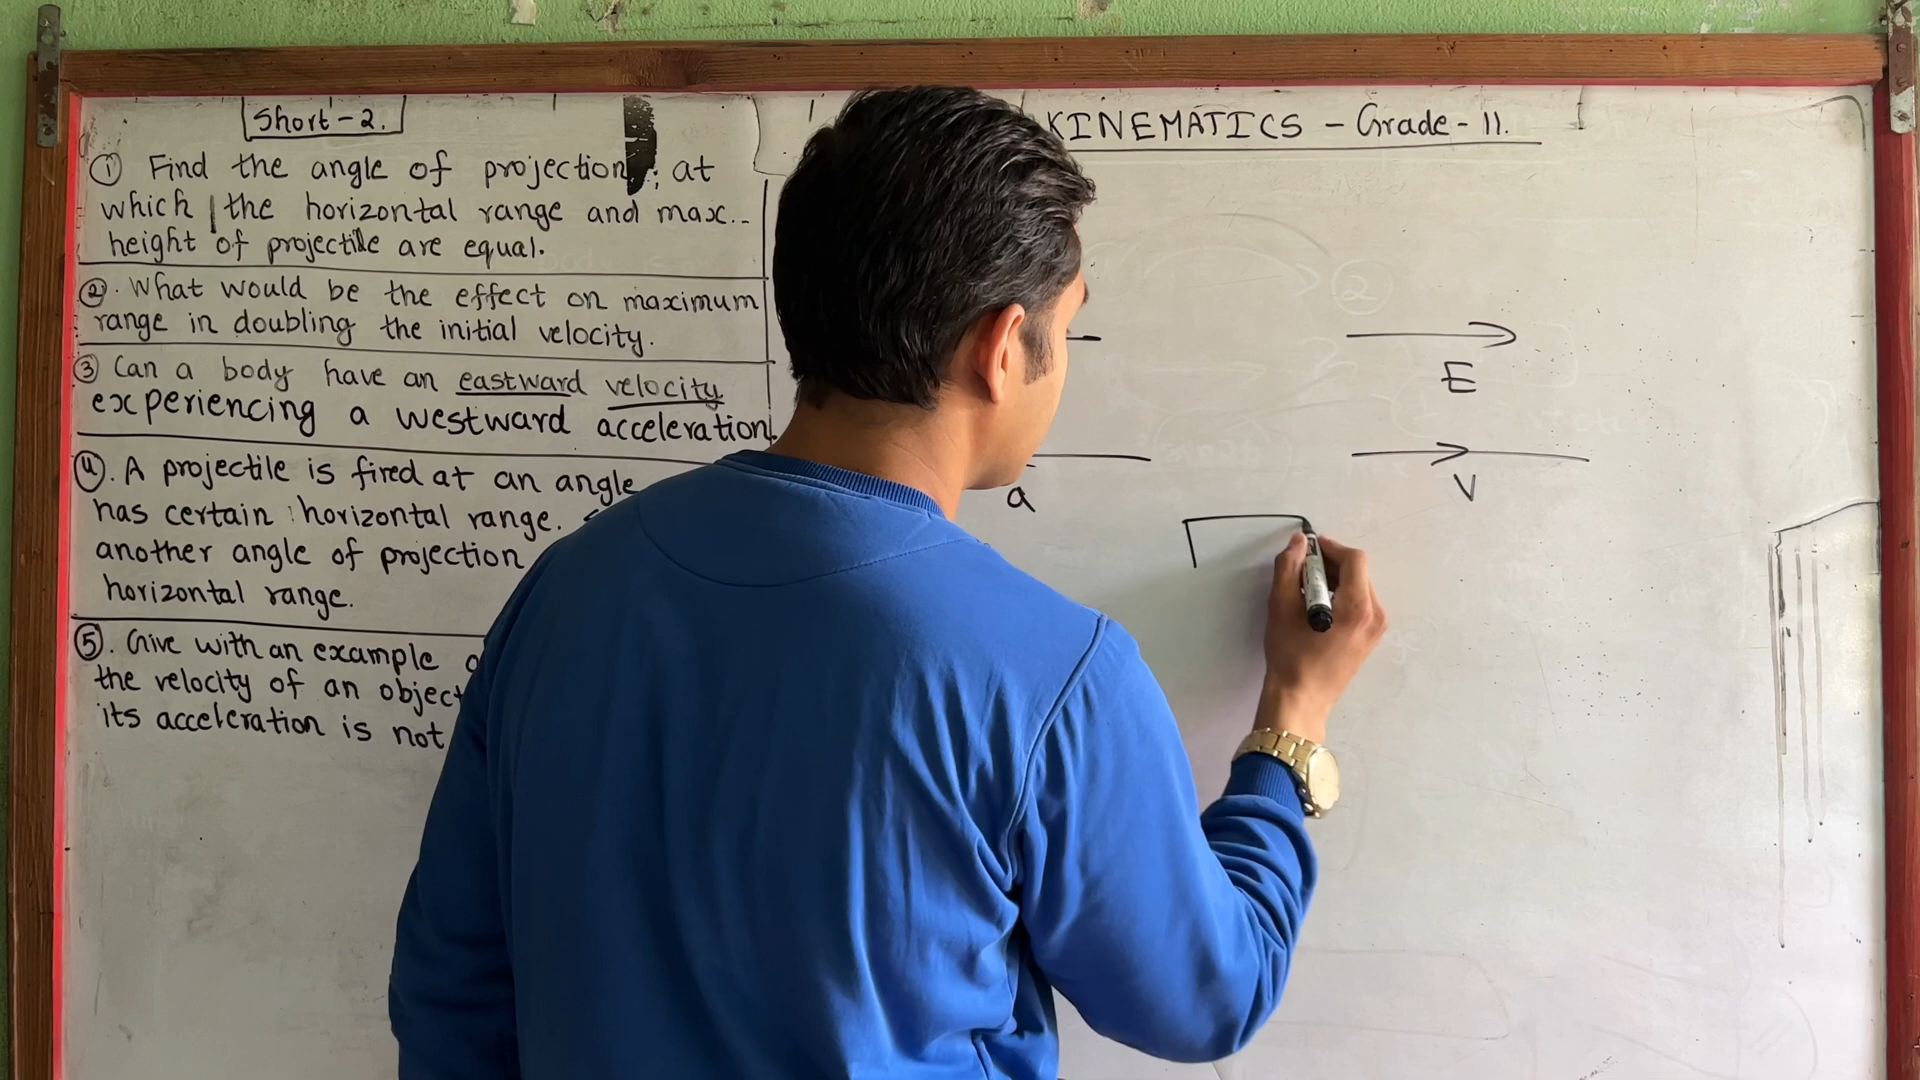 Short-2.
① Find the angle of projection; at
which the horizontal range and max..
height of projectile are equal.
②. What would be the effect on maximum
range in doubling the initial velocity.
③ Can a body have an eastward velocity
experiencing a westward acceleration.
④. A projectile is fired at an angle
has certain horizontal range.
another angle of projection
horizontal range.
⑤. Give with an example
the velocity of an object
its acceleration is not
KINEMATICS - Grade - 11.
②
E
a
V